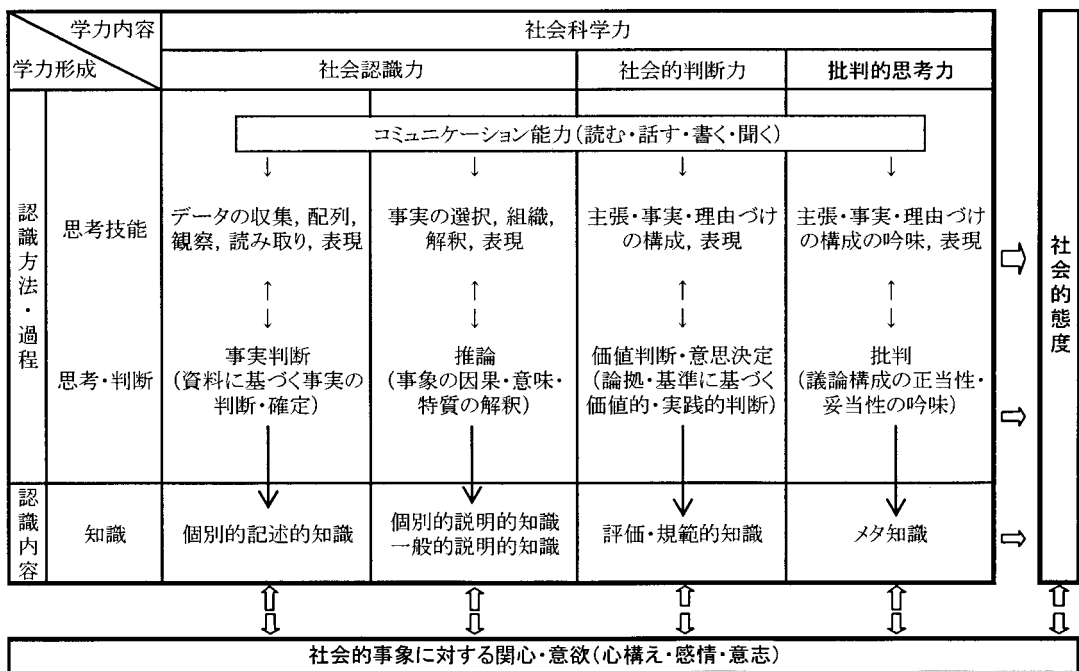 学力内容
学力形成
社会科学力
社会認識力
社会的判断力
批判的思考力
コミュニケーション能力(読む・話す・書く・聞く)
認識方法・過程
思考技能
データの収集, 配列,
観察, 読み取り, 表現
事実の選択, 組織,
解釈, 表現
主張・事実・理由づけ
の構成, 表現
主張・事実・理由づけ
の構成の吟味, 表現
思考・判断
事実判断
(資料に基づく事実の
判断・確定)
推論
(事象の因果・意味・
特質の解釈)
価値判断・意思決定
(論拠・基準に基づく
価値的・実践的判断)
批判
(議論構成の正当性・
妥当性の吟味)
認識内容
知識
個別的記述的知識
個別的説明的知識
一般的説明的知識
評価・規範的知識
メタ知識
社会的態度
社会的事象に対する関心・意欲(心構え・感情・意志)